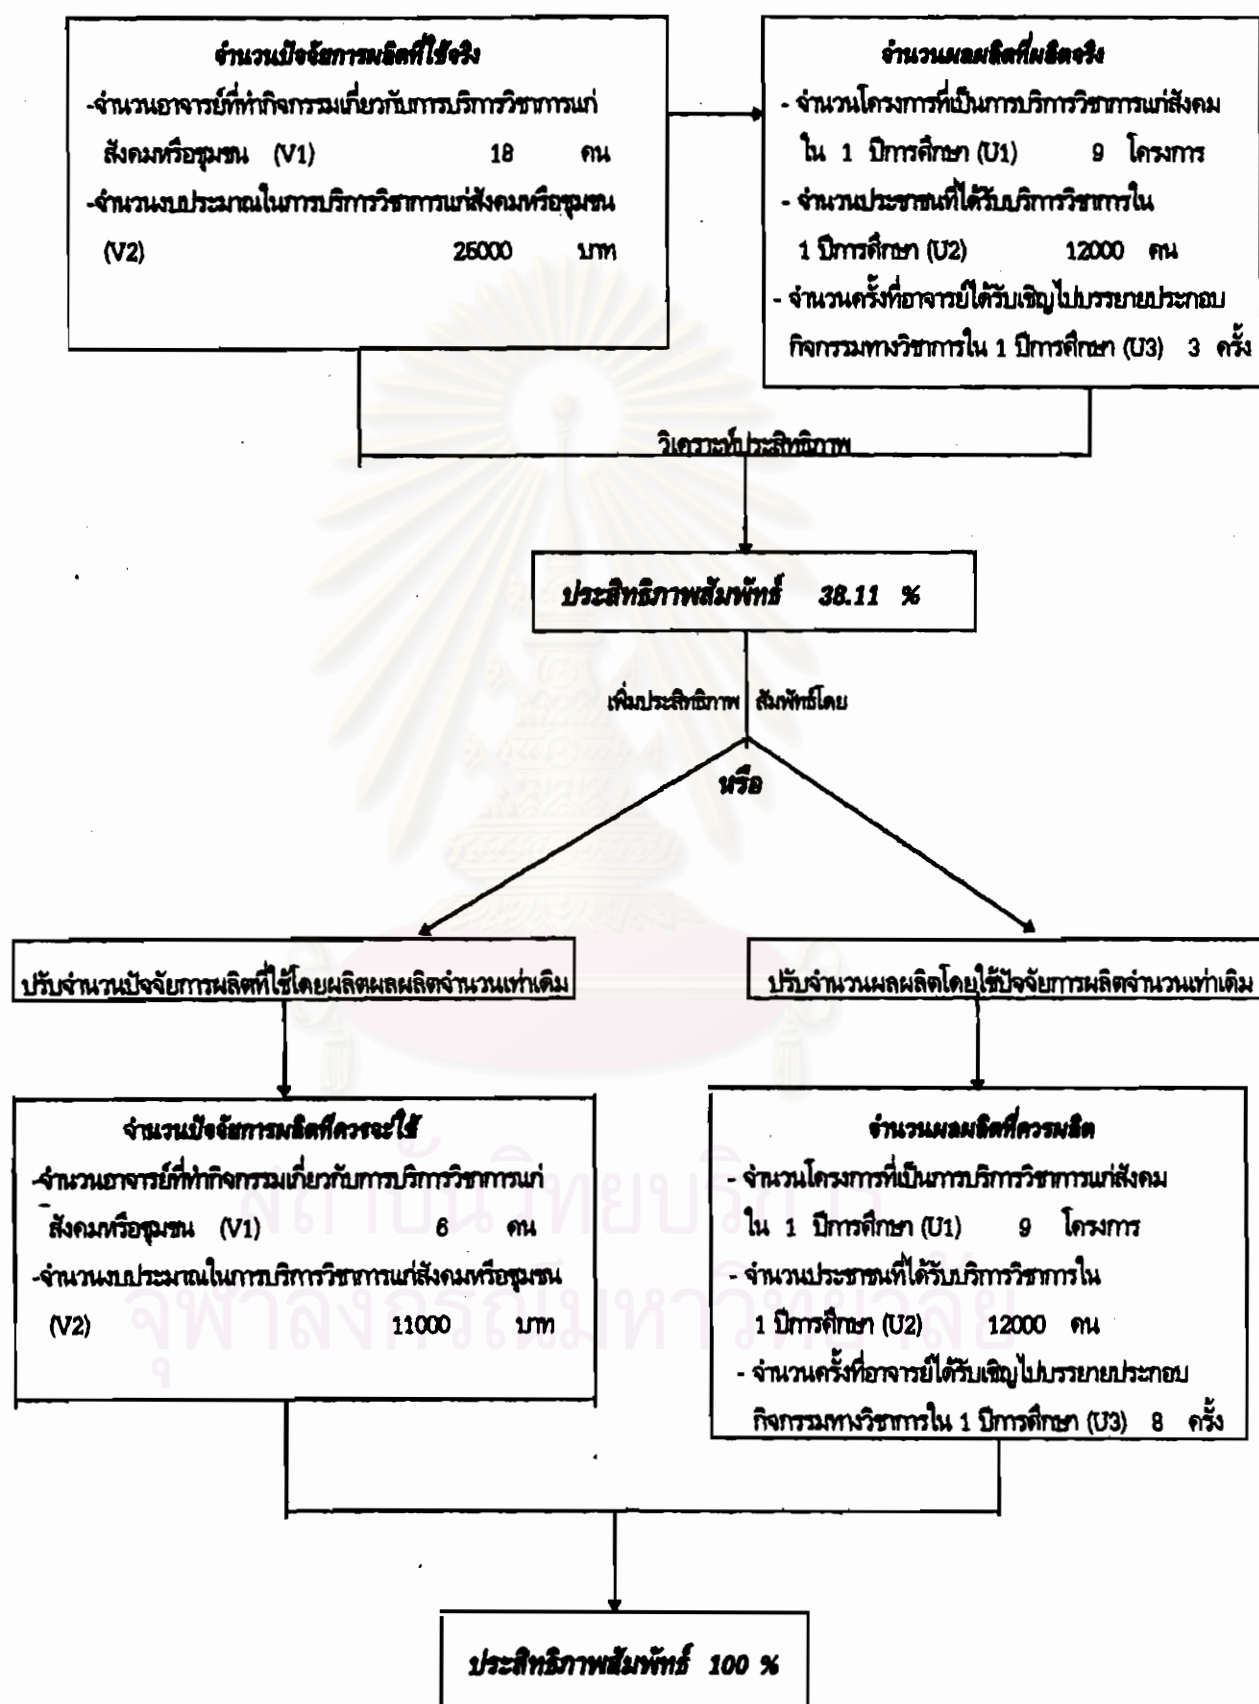 จำนวนปัจจัยการผลิตที่ใช้จริง
-จำนวนอาจารย์ที่ทำกิจกรรมเกี่ยวกับการบริการวิชาการแก่
สังคมหรือชุมชน (V1) 18 คน
-จำนวนงบประมาณในการบริการวิชาการแก่สังคมหรือชุมชน
(V2) 25000 บาท
จำนวนผลผลิตที่ผลิตจริง
- จำนวนโครงการที่เป็นการบริการวิชาการแก่สังคม
ใน 1 ปีการศึกษา (U1) 9 โครงการ
- จำนวนประชาชนที่ได้รับบริการวิชาการใน
1 ปีการศึกษา (U2) 12000 คน
- จำนวนครั้งที่อาจารย์ได้รับเชิญไปบรรยายประกอบ
กิจกรรมทางวิชาการใน 1 ปีการศึกษา (U3) 3 ครั้ง
วิเคราะห์ประสิทธิภาพ
ประสิทธิภาพสัมพัทธ์ 38.11 %
เพิ่มประสิทธิภาพ สัมพัทธ์โดย
หรือ
ปรับจำนวนปัจจัยการผลิตที่ใช้โดยผลิตผลผลิตจำนวนเท่าเดิม
ปรับจำนวนผลผลิตโดยใช้ปัจจัยการผลิตจำนวนเท่าเดิม
จำนวนปัจจัยการผลิตที่ควรจะใช้
-จำนวนอาจารย์ที่ทำกิจกรรมเกี่ยวกับการบริการวิชาการแก่
สังคมหรือชุมชน (V1) 6 คน
-จำนวนงบประมาณในการบริการวิชาการแก่สังคมหรือชุมชน
(V2) 11000 บาท
จำนวนผลผลิตที่ควรผลิต
- จำนวนโครงการที่เป็นการบริการวิชาการแก่สังคม
ใน 1 ปีการศึกษา (U1) 9 โครงการ
- จำนวนประชาชนที่ได้รับบริการวิชาการใน
1 ปีการศึกษา (U2) 12000 คน
- จำนวนครั้งที่อาจารย์ได้รับเชิญไปบรรยายประกอบ
กิจกรรมทางวิชาการใน 1 ปีการศึกษา (U3) 8 ครั้ง
สถาบันวิทยบริการ
จุฬาลงกรณ์มหาวิทยาลัย
ประสิทธิภาพสัมพัทธ์ 100 %